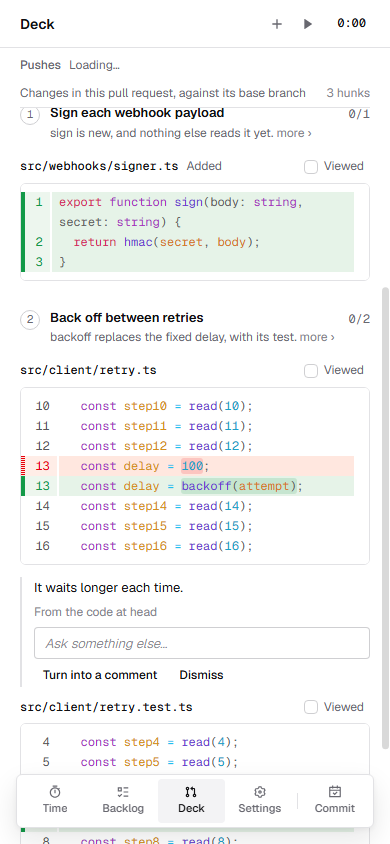 Deck
0:00
Pushes Loading…
Changes in this pull request, against its base branch 3 hunks
1 Sign each webhook payload 0/1
sign is new, and nothing else reads it yet. more ›
src/webhooks/signer.ts Added Viewed
1 export function sign(body: string,
secret: string) {
2 return hmac(secret, body);
3 }
2 Back off between retries 0/2
backoff replaces the fixed delay, with its test. more ›
src/client/retry.ts Viewed
10 const step10 = read(10);
11 const step11 = read(11);
12 const step12 = read(12);
13 const delay = 100;
13 const delay = backoff(attempt);
14 const step14 = read(14);
15 const step15 = read(15);
16 const step16 = read(16);
It waits longer each time.
From the code at head
Ask something else…
Turn into a comment Dismiss
src/client/retry.test.ts Viewed
4 const step4 = read(4);
5 const step5 = read(5);
Time Backlog Deck Settings Commit
8 const step8 = read(8);